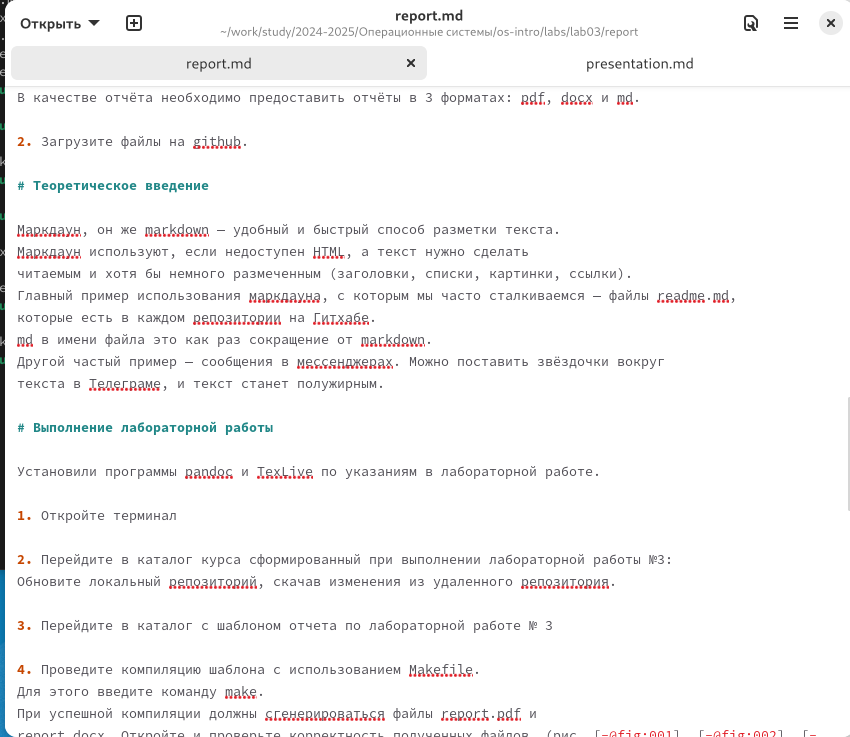 Открыть
report.md
~/work/study/2024-2025/Операционные системы/os-intro/labs/lab03/report
report.md
presentation.md
В качестве отчёта необходимо предоставить отчёты в 3 форматах: pdf, docx и md.
2. Загрузите файлы на github.
# Теоретическое введение
Маркдаун, он же markdown — удобный и быстрый способ разметки текста.
Маркдаун используют, если недоступен HTML, а текст нужно сделать
читаемым и хотя бы немного размеченным (заголовки, списки, картинки, ссылки).
Главный пример использования маркдауна, с которым мы часто сталкиваемся — файлы readme.md,
которые есть в каждом репозитории на Гитхабе.
md в имени файла это как раз сокращение от markdown.
Другой частый пример — сообщения в мессенджерах. Можно поставить звёздочки вокруг
текста в Телеграме, и текст станет полужирным.
# Выполнение лабораторной работы
Установили программы pandoc и TexLive по указаниям в лабораторной работе.
1. Откройте терминал
2. Перейдите в каталог курса сформированный при выполнении лабораторной работы №3:
Обновите локальный репозиторий, скачав изменения из удаленного репозитория.
3. Перейдите в каталог с шаблоном отчета по лабораторной работе № 3
4. Проведите компиляцию шаблона с использованием Makefile.
Для этого введите команду make.
При успешной компиляции должны сгенерироваться файлы report.pdf и
report.docx. Откройте и проверьте корректность полученных файлов. (рис. [-@fig:001], [-@fig:002], [-